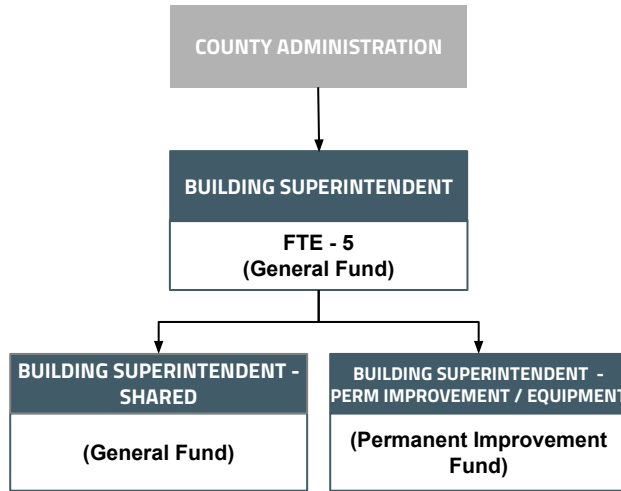 COUNTY ADMINISTRATION
BUILDING SUPERINTENDENT
FTE - 5
(General Fund)
BUILDING SUPERINTENDENT -
SHARED
(General Fund)
BUILDING SUPERINTENDENT -
PERM IMPROVEMENT / EQUIPMENT
(Permanent Improvement
Fund)